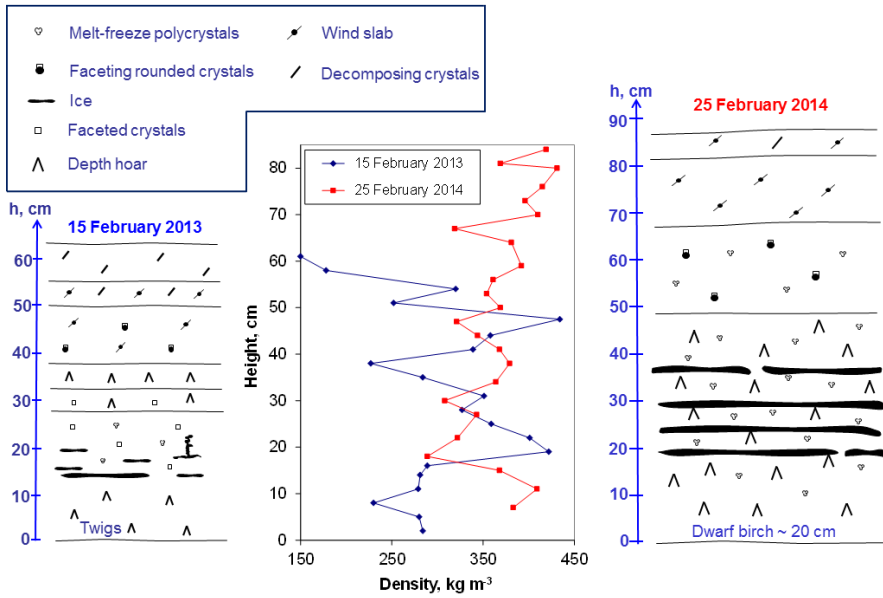 Melt-freeze polycrystals
Wind slab
Faceting rounded crystals
Decomposing crystals
Ice
Faceted crystals
Depth hoar
h, cm
15 February 2013
60
50
40
30
20
10
0
Twigs
15 February 2013
25 February 2014
80
70
60
50
40
30
20
10
0
Height, cm
150
250
350
450
Density, kg m⁻³
h, cm
25 February 2014
90
80
70
60
50
40
30
20
10
0
Dwarf birch ~ 20 cm